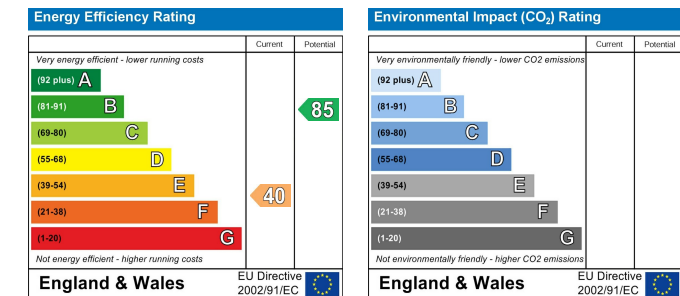 Energy Efficiency Rating
Current Potential
Very energy efficient - lower running costs
(92 plus) A
(81-91) B
85
(69-80) C
(55-68) D
(39-54) E
40
(21-38) F
(1-20) G
Not energy efficient - higher running costs
England & Wales
EU Directive
2002/91/EC
Environmental Impact (CO2) Rating
Current Potential
Very environmentally friendly - lower CO2 emissions
(92 plus) A
(81-91) B
(69-80) C
(55-68) D
(39-54) E
(21-38) F
(1-20) G
Not environmentally friendly - higher CO2 emissions
England & Wales
EU Directive
2002/91/EC